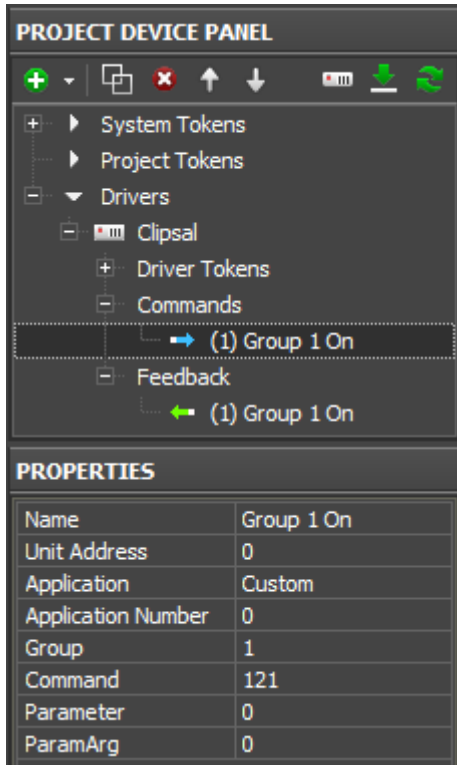 PROJECT DEVICE PANEL
System Tokens
Project Tokens
Drivers
Clipsal
Driver Tokens
Commands
(1) Group 1 On
Feedback
(1) Group 1 On
PROPERTIES
Name Group 1 On
Unit Address 0
Application Custom
Application Number 0
Group 1
Command 121
Parameter 0
ParamArg 0